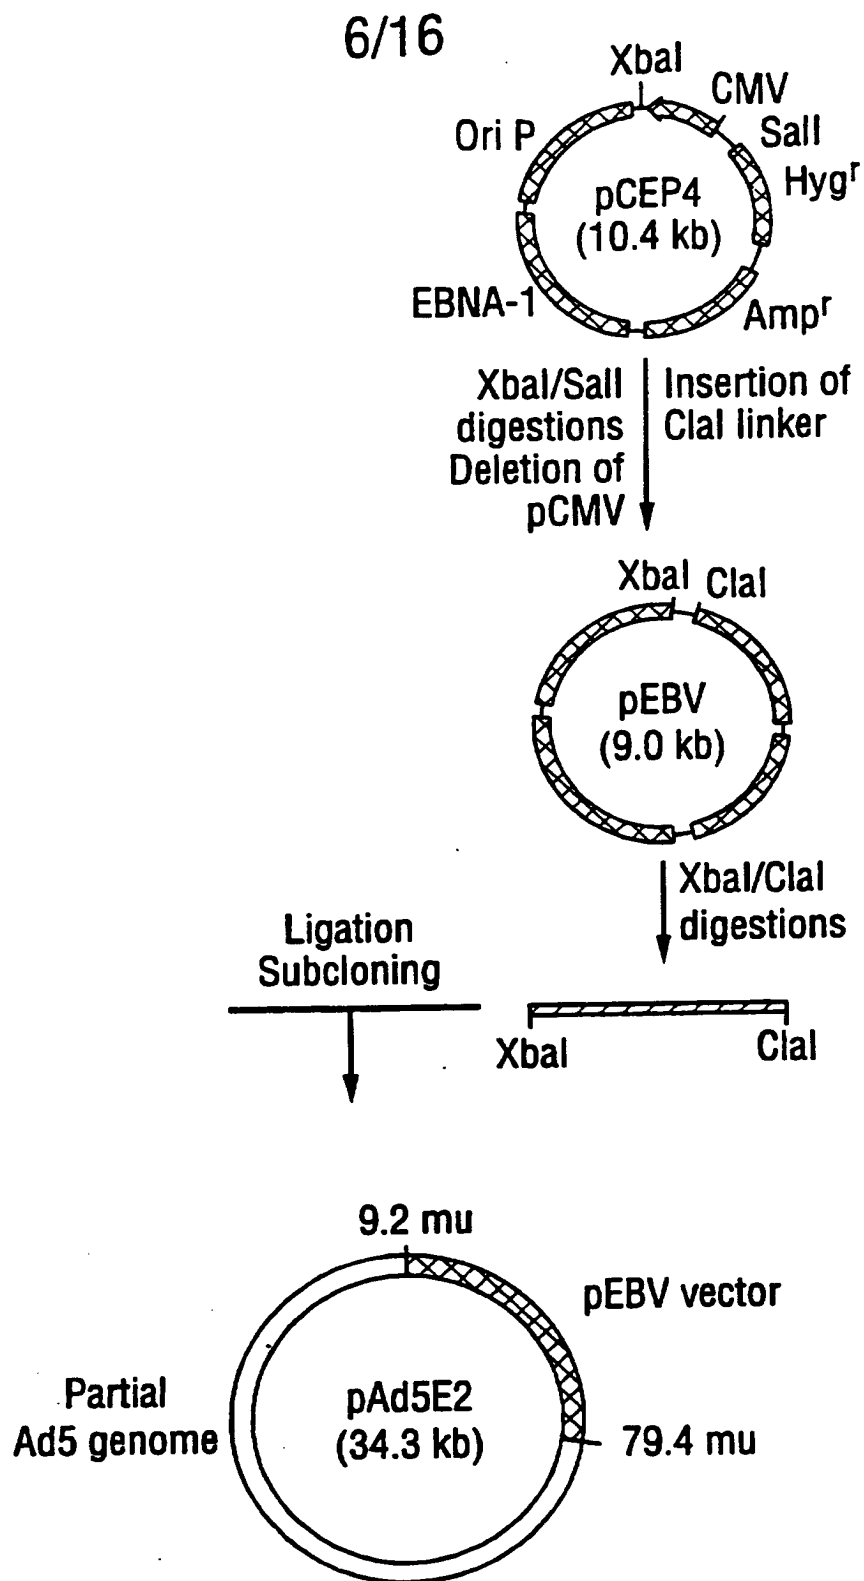 6/16
XbaI
CMV
Ori P
SalI
Hygʳ
pCEP4
(10.4 kb)
EBNA-1
Ampʳ
XbaI/SalI
digestions
Deletion of
pCMV
Insertion of
ClaI linker
XbaI
ClaI
pEBV
(9.0 kb)
XbaI/ClaI
digestions
Ligation
Subcloning
XbaI
ClaI
9.2 mu
pEBV vector
Partial
Ad5 genome
pAd5E2
(34.3 kb)
79.4 mu